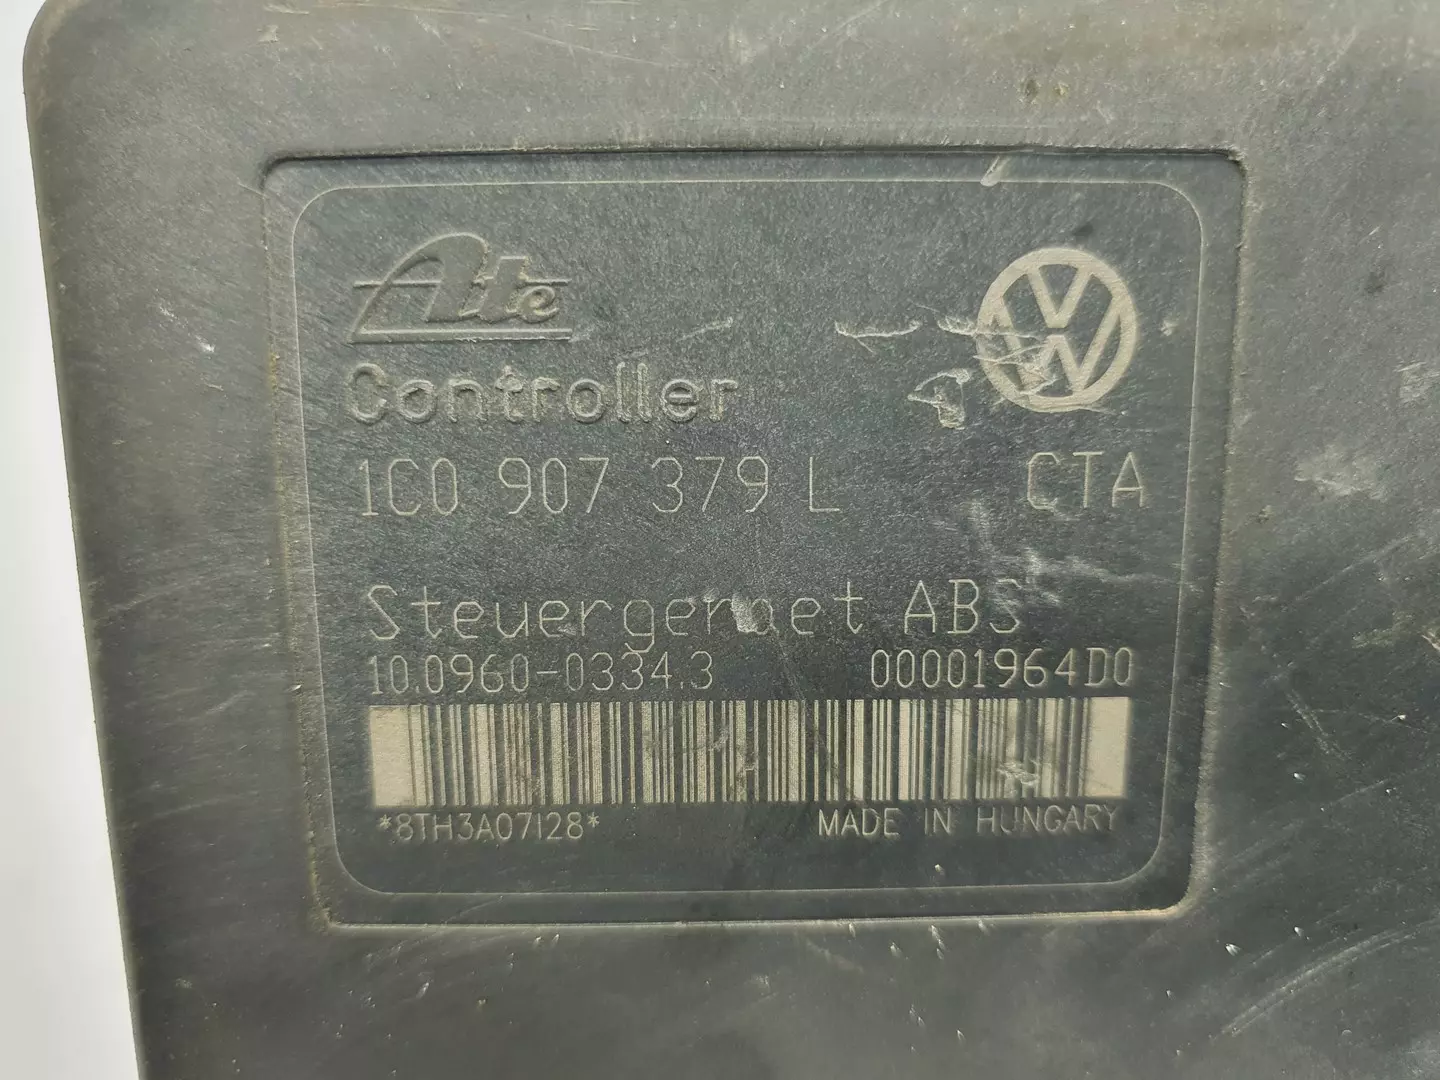 Ate
Controller
1C0 907 379 L CTA
Steuergeraet ABS
10.0960-0334.3 00001964D0
*8TH3A07128*
MADE IN HUNGARY